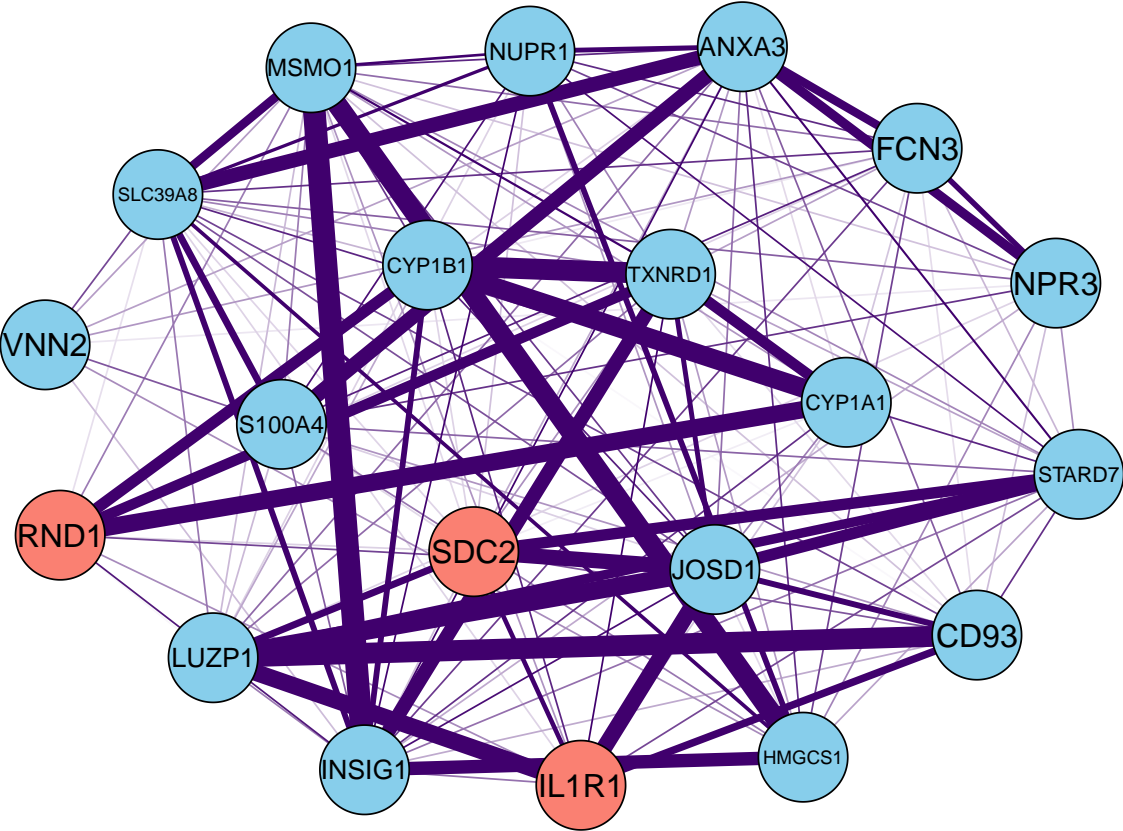 MSMO1
NUPR1
ANXA3
FCN3
SLC39A8
CYP1B1
TXNRD1
NPR3
VNN2
S100A4
CYP1A1
STARD7
RND1
SDC2
JOSD1
LUZP1
CD93
INSIG1
IL1R1
HMGCS1